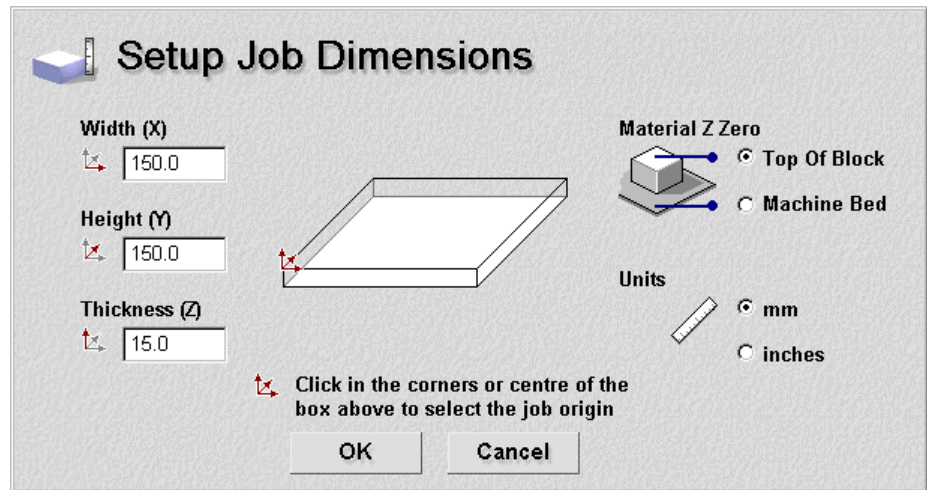 Setup Job Dimensions
Width (X)
150.0
Height (Y)
150.0
Thickness (Z)
15.0
Material Z Zero
Top Of Block
Machine Bed
Units
mm
inches
Click in the corners or centre of the
box above to select the job origin
OK
Cancel